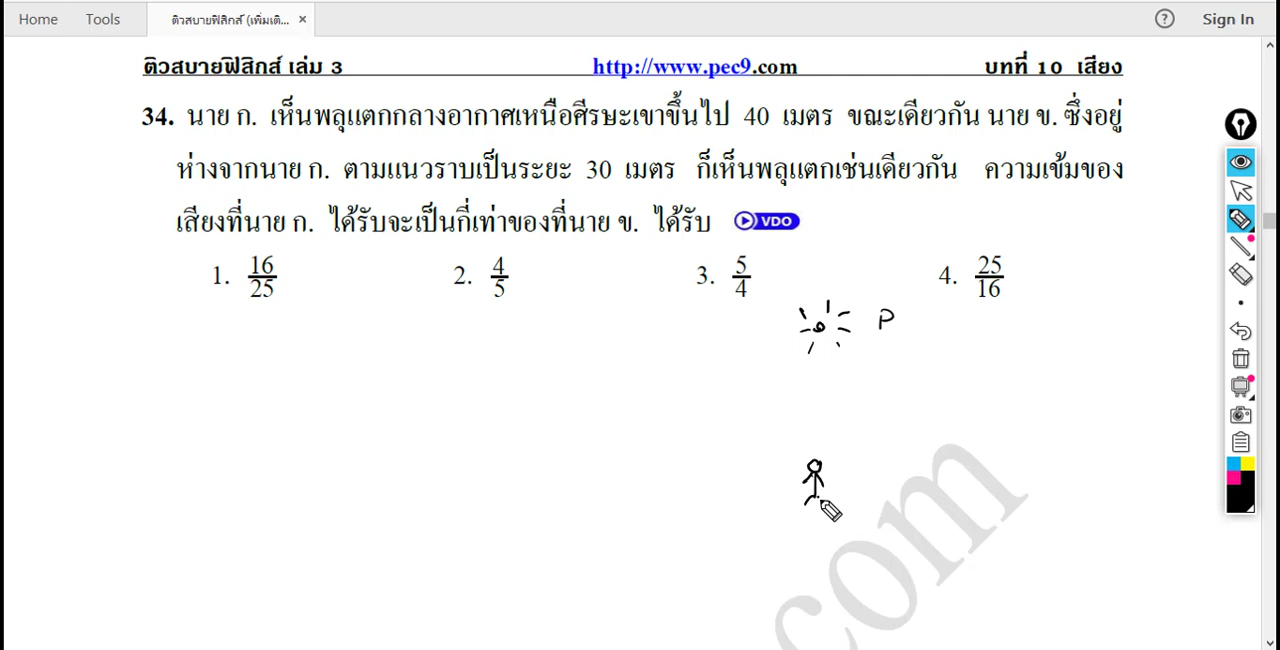 Home Tools ติวสบายฟิสิกส์ (เพิ่มเติ... × ? Sign In
ติวสบายฟิสิกส์ เล่ม 3 http://www.pec9.com บทที่ 10 เสียง
34. นาย ก. เห็นพลุแตกกลางอากาศเหนือศีรษะเขาขึ้นไป 40 เมตร ขณะเดียวกัน นาย ข. ซึ่งอยู่
ห่างจากนาย ก. ตามแนวราบเป็นระยะ 30 เมตร ก็เห็นพลุแตกเช่นเดียวกัน ความเข้มของ
เสียงที่นาย ก. ได้รับจะเป็นกี่เท่าของที่นาย ข. ได้รับ VDO
1. 16/25 2. 4/5 3. 5/4 4. 25/16
P
com